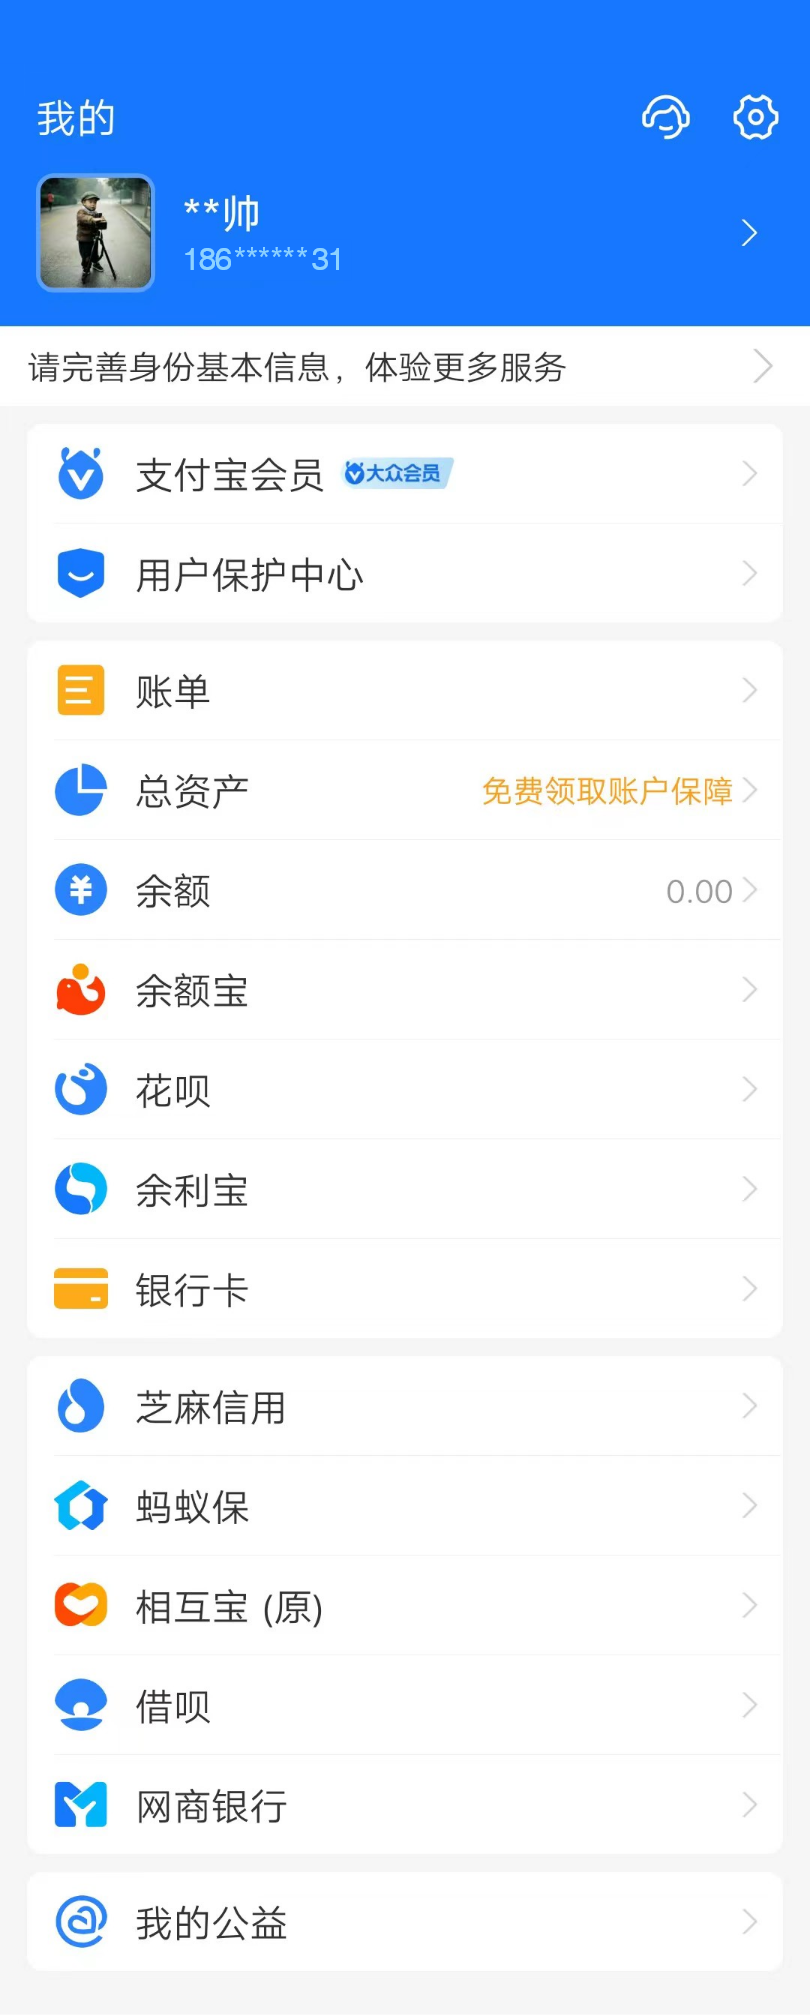 我的
**帅
186******31
请完善身份基本信息，体验更多服务
支付宝会员 大众会员
用户保护中心
账单
总资产 免费领取账户保障
余额 0.00
余额宝
花呗
余利宝
银行卡
芝麻信用
蚂蚁保
相互宝 (原)
借呗
网商银行
我的公益